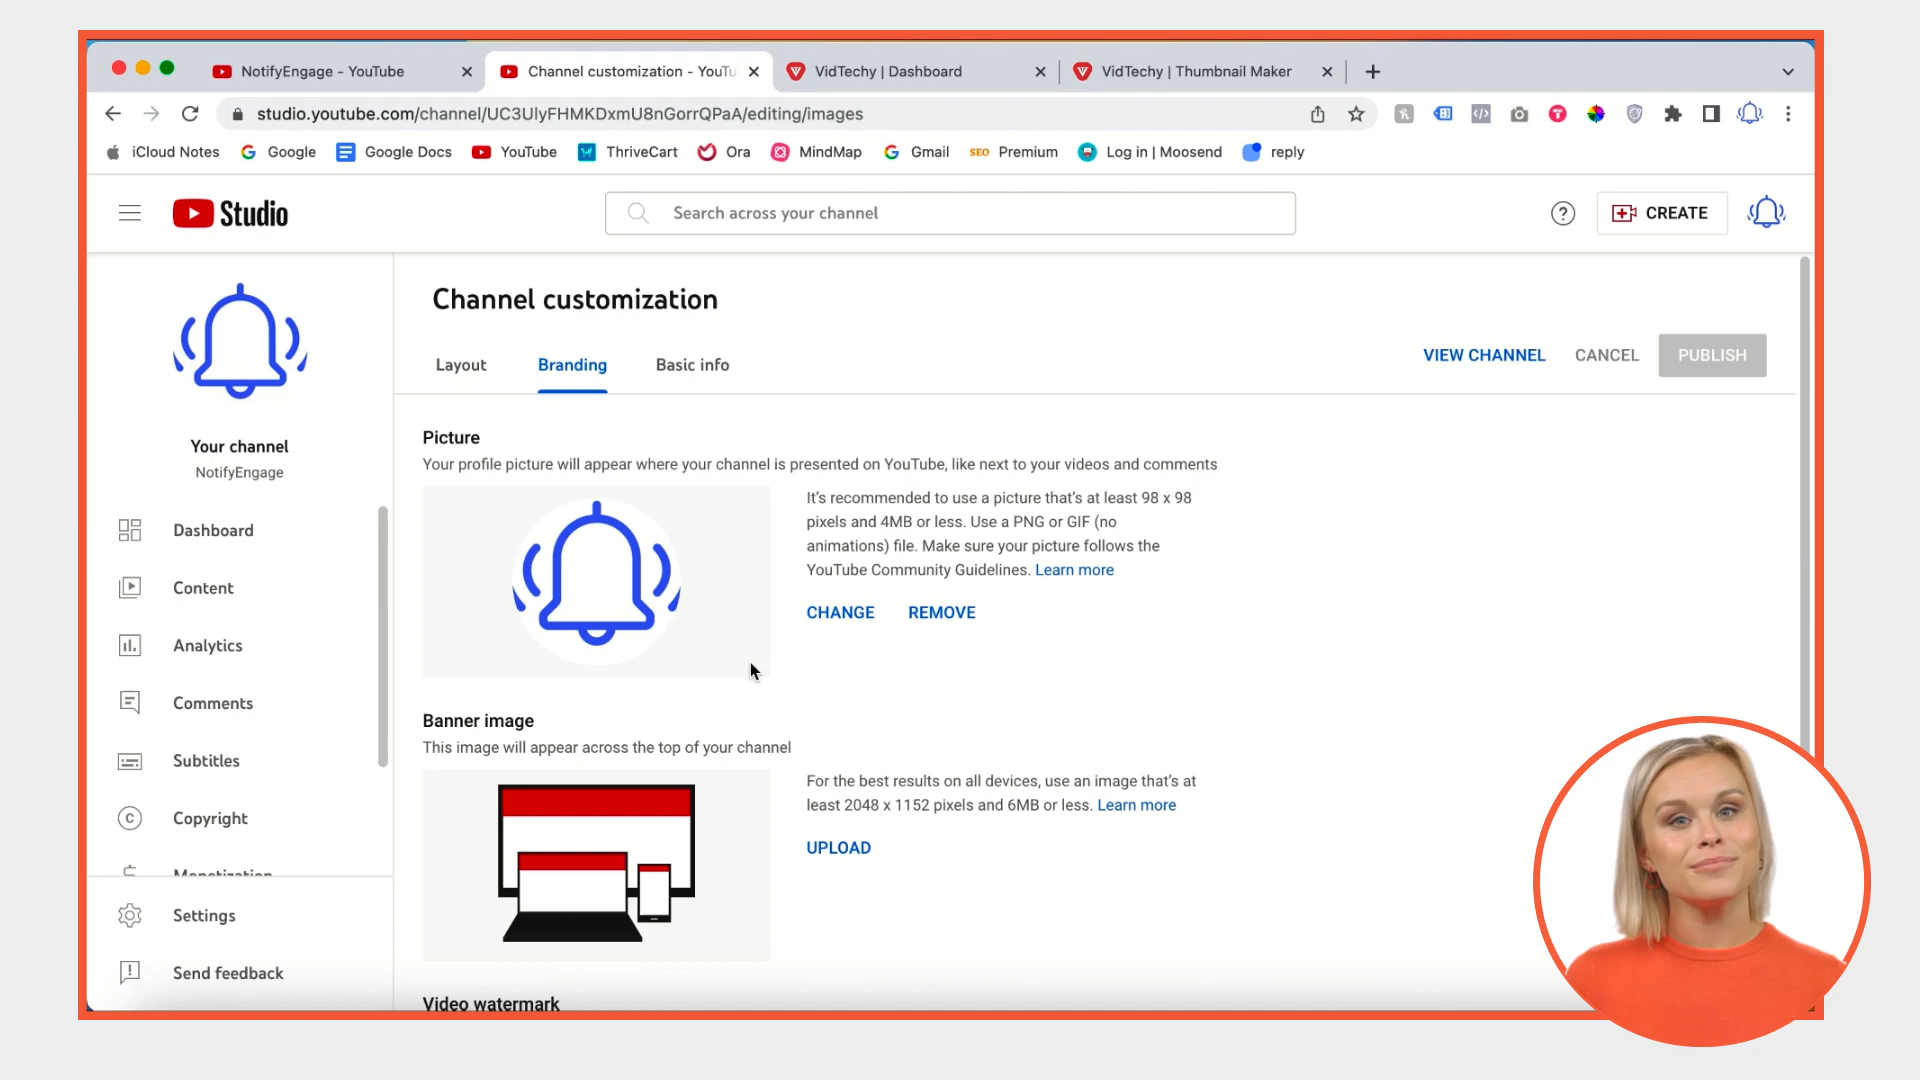 NotifyEngage - YouTube
Channel customization - YouTu
VidTechy | Dashboard
VidTechy | Thumbnail Maker
studio.youtube.com/channel/UC3UlyFHMKDxmU8nGorrQPaA/editing/images
iCloud Notes
Google
Google Docs
YouTube
ThriveCart
Ora
MindMap
Gmail
SEO Premium
Log in | Moosend
reply
Studio
Search across your channel
CREATE
Your channel
NotifyEngage
Dashboard
Content
Analytics
Comments
Subtitles
Copyright
Monetization
Settings
Send feedback
Channel customization
Layout
Branding
Basic info
VIEW CHANNEL
CANCEL
PUBLISH
Picture
Your profile picture will appear where your channel is presented on YouTube, like next to your videos and comments
It's recommended to use a picture that's at least 98 x 98
pixels and 4MB or less. Use a PNG or GIF (no
animations) file. Make sure your picture follows the
YouTube Community Guidelines. Learn more
CHANGE
REMOVE
Banner image
This image will appear across the top of your channel
For the best results on all devices, use an image that's at
least 2048 x 1152 pixels and 6MB or less. Learn more
UPLOAD
Video watermark